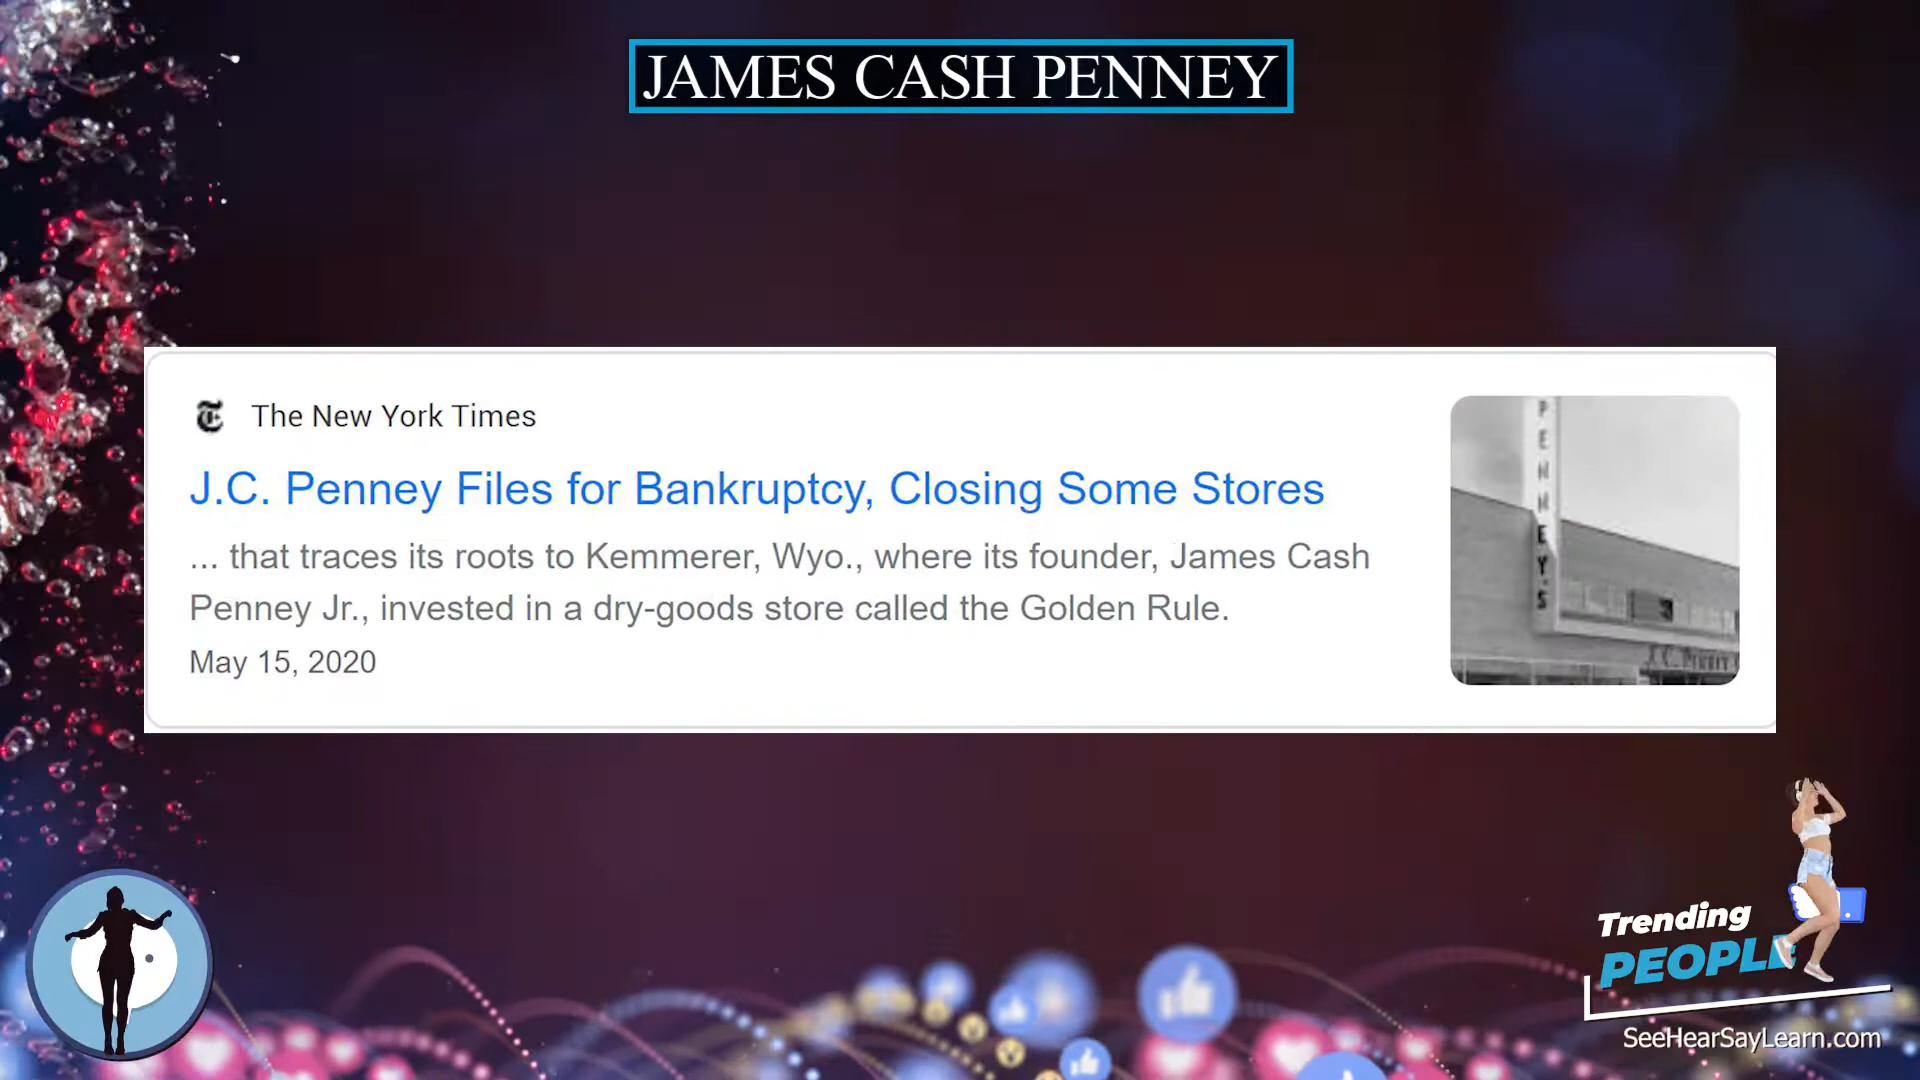 JAMES CASH PENNEY
The New York Times
J.C. Penney Files for Bankruptcy, Closing Some Stores
... that traces its roots to Kemmerer, Wyo., where its founder, James Cash
Penney Jr., invested in a dry-goods store called the Golden Rule.
May 15, 2020
PENNEY'S
J.C. PENNEY
Trending
PEOPLE
SeeHearSayLearn.com